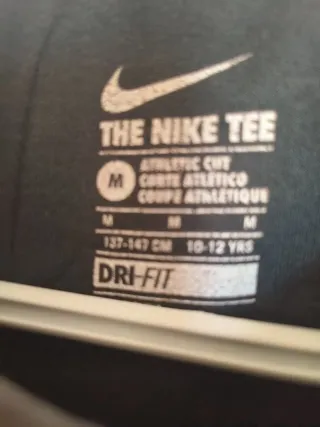 THE NIKE TEE
M
ATHLETIC CUT
CORTE ATLÉTICO
COUPE ATHLÉTIQUE
M M M
137-147 CM 10-12 YRS
DRI-FIT